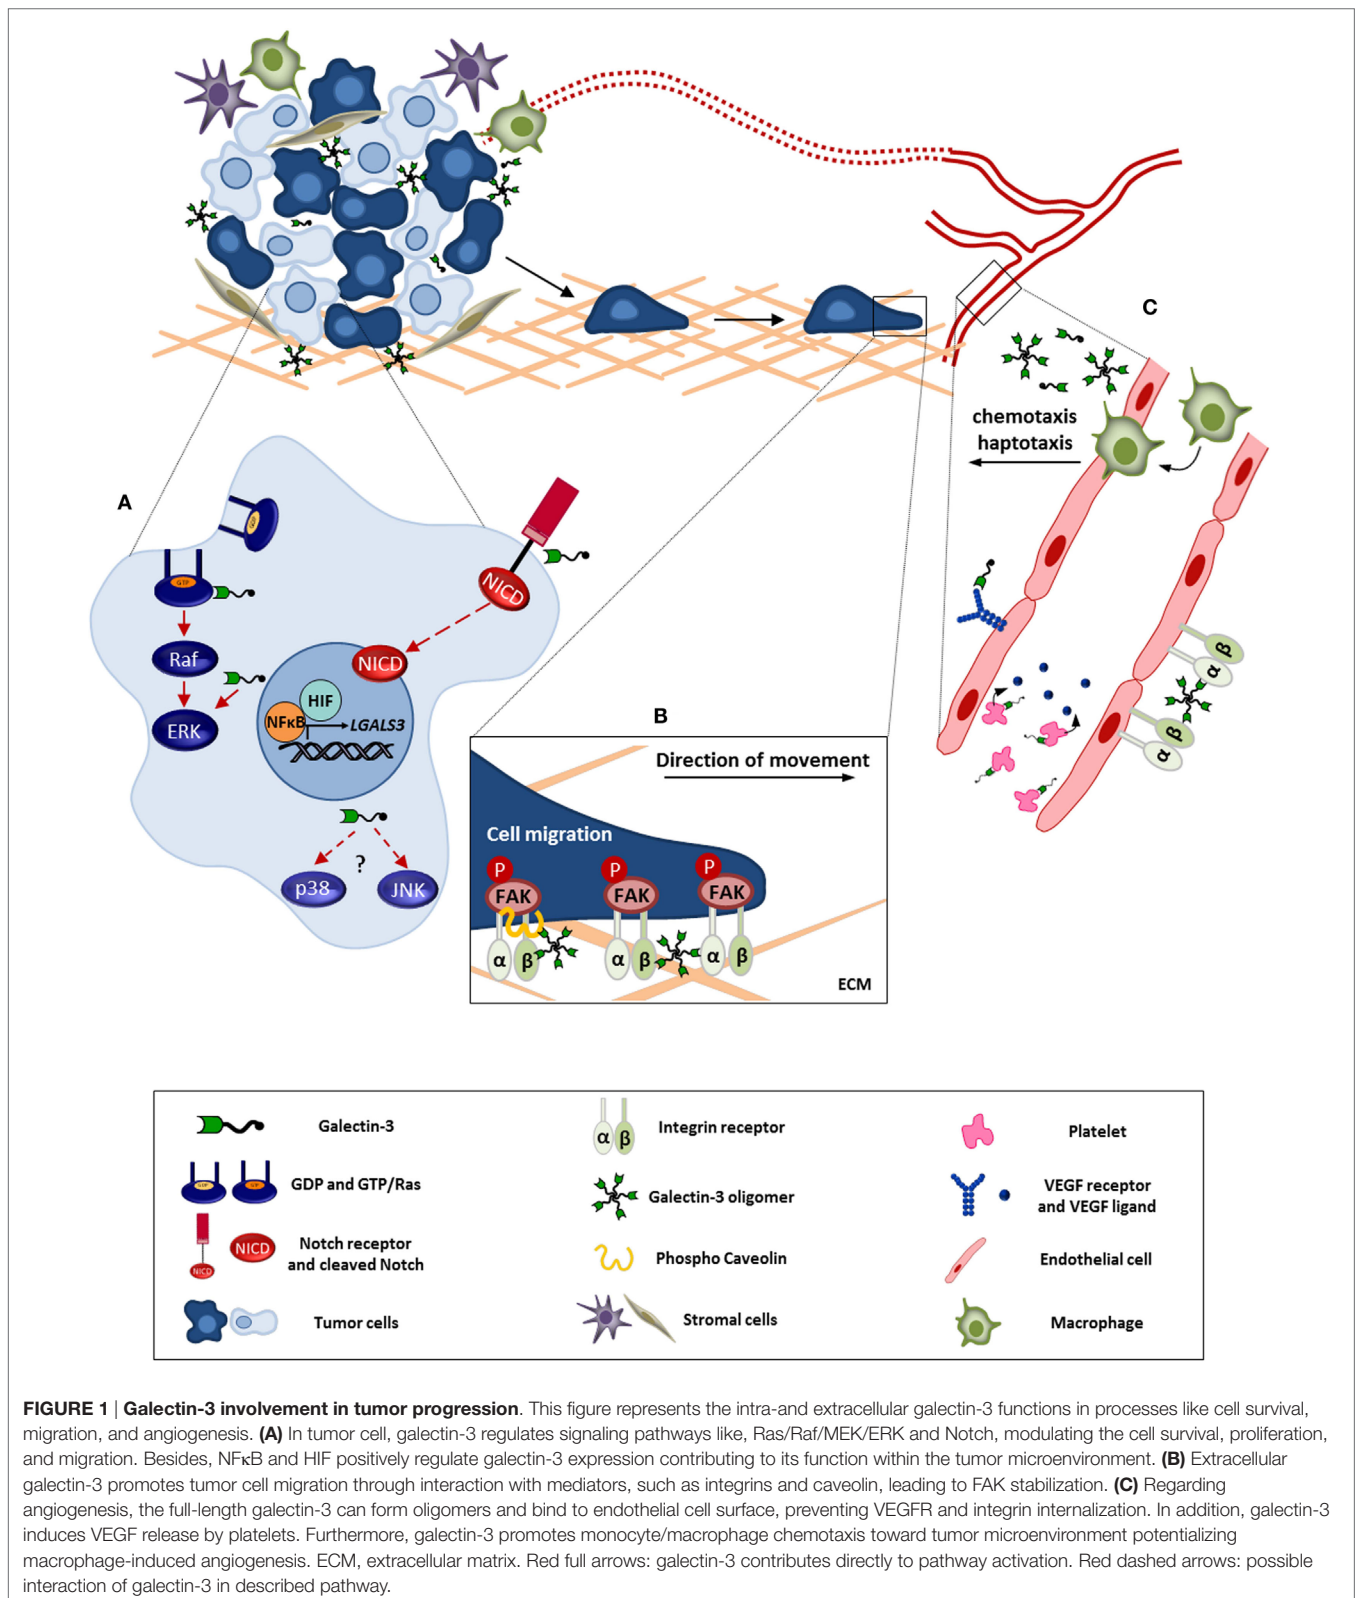 C
chemotaxis
haptotaxis
A
GDP
GTP
NICD
Raf
NICD
HIF
NFκB
LGALS3
ERK
?
p38
JNK
β
α
β
α
B
Direction of movement
Cell migration
P
P
P
FAK
FAK
FAK
α
β
α
β
α
β
ECM
Galectin-3
α
β
Integrin receptor
Platelet
GDP
GTP
GDP and GTP/Ras
Galectin-3 oligomer
VEGF receptor
and VEGF ligand
NICD
NICD
Notch receptor
and cleaved Notch
Phospho Caveolin
Endothelial cell
Tumor cells
Stromal cells
Macrophage
FIGURE 1 | Galectin-3 involvement in tumor progression. This figure represents the intra-and extracellular galectin-3 functions in processes like cell survival,
migration, and angiogenesis. (A) In tumor cell, galectin-3 regulates signaling pathways like, Ras/Raf/MEK/ERK and Notch, modulating the cell survival, proliferation,
and migration. Besides, NFκB and HIF positively regulate galectin-3 expression contributing to its function within the tumor microenvironment. (B) Extracellular
galectin-3 promotes tumor cell migration through interaction with mediators, such as integrins and caveolin, leading to FAK stabilization. (C) Regarding
angiogenesis, the full-length galectin-3 can form oligomers and bind to endothelial cell surface, preventing VEGFR and integrin internalization. In addition, galectin-3
induces VEGF release by platelets. Furthermore, galectin-3 promotes monocyte/macrophage chemotaxis toward tumor microenvironment potentializing
macrophage-induced angiogenesis. ECM, extracellular matrix. Red full arrows: galectin-3 contributes directly to pathway activation. Red dashed arrows: possible
interaction of galectin-3 in described pathway.